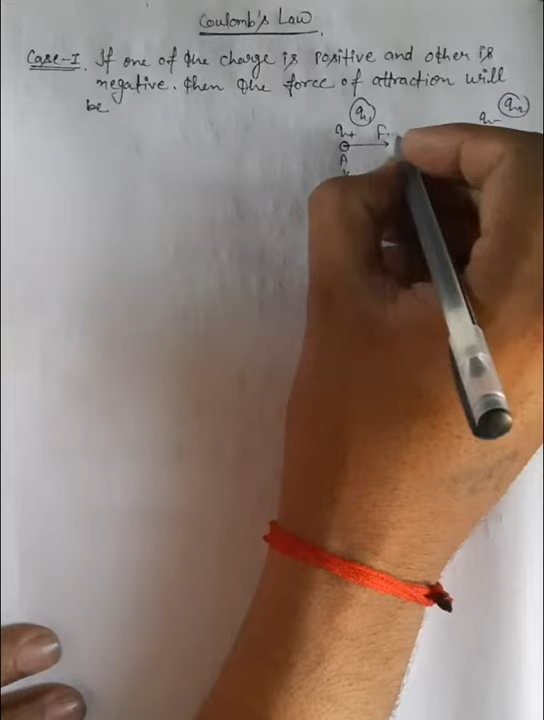 Coulomb's Law
Case-I. If one of the charge is positive and other is
negative. then the force of attraction will
be
q₁ q₂
q+ F q-
A